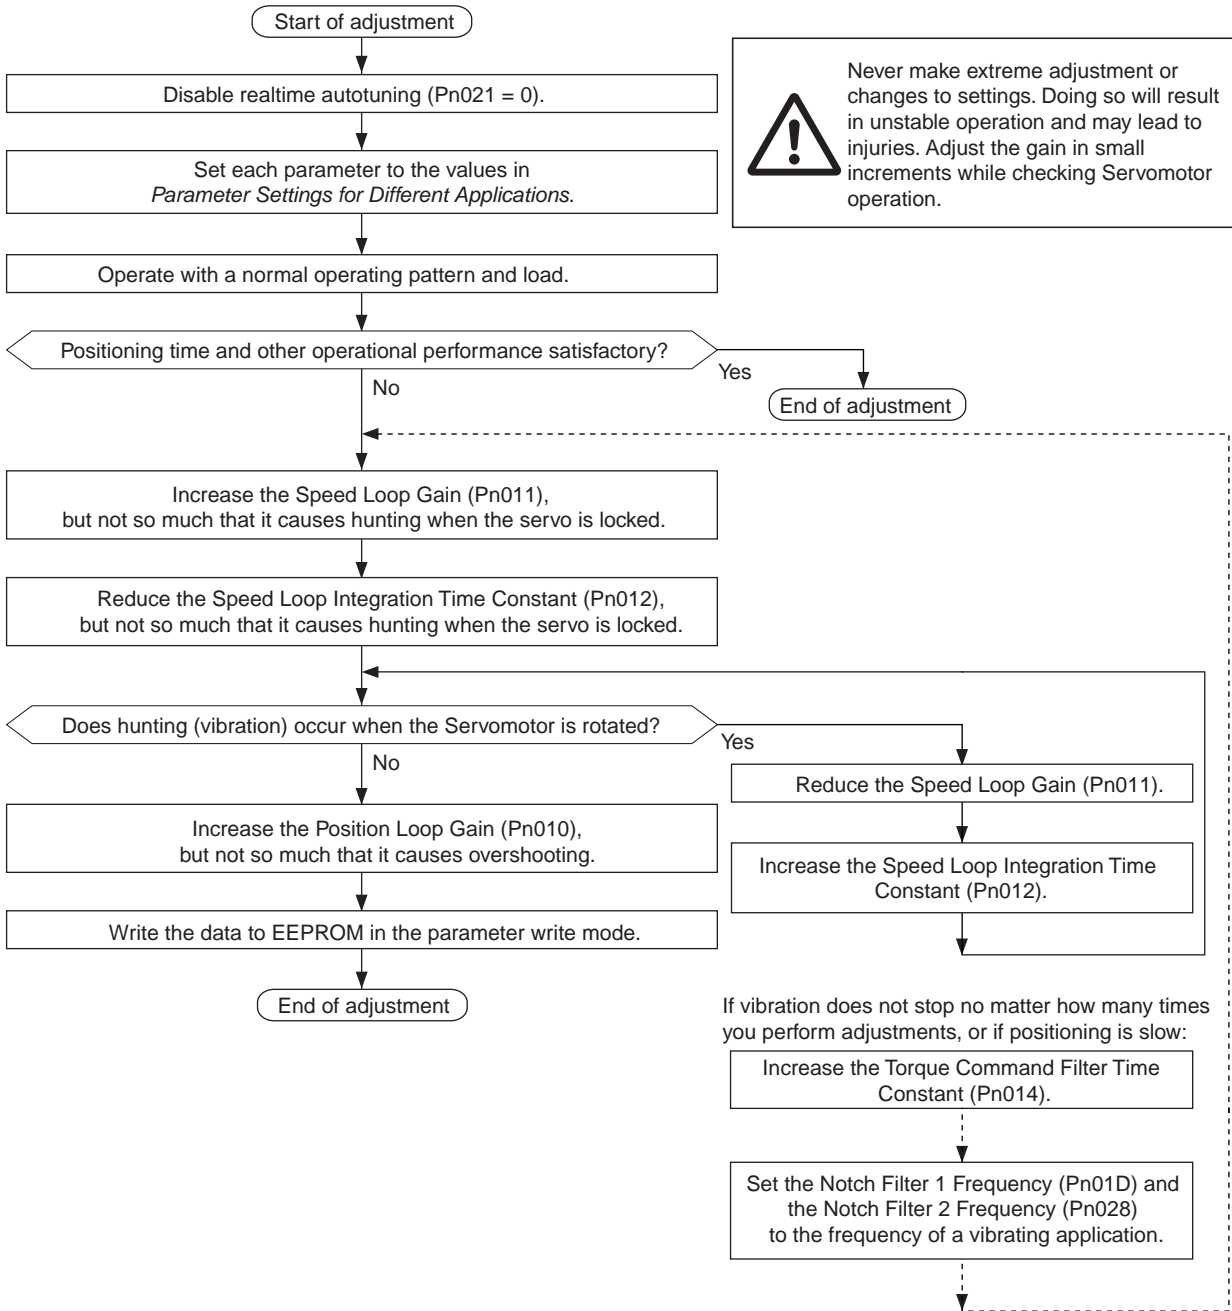 Start of adjustment
Disable realtime autotuning (Pn021 = 0).
Never make extreme adjustment or
changes to settings. Doing so will result
in unstable operation and may lead to
injuries. Adjust the gain in small
increments while checking Servomotor
operation.
Set each parameter to the values in
Parameter Settings for Different Applications.
Operate with a normal operating pattern and load.
Positioning time and other operational performance satisfactory?
Yes
No
End of adjustment
Increase the Speed Loop Gain (Pn011),
but not so much that it causes hunting when the servo is locked.
Reduce the Speed Loop Integration Time Constant (Pn012),
but not so much that it causes hunting when the servo is locked.
Does hunting (vibration) occur when the Servomotor is rotated?
Yes
No
Reduce the Speed Loop Gain (Pn011).
Increase the Speed Loop Integration Time
Constant (Pn012).
Increase the Position Loop Gain (Pn010),
but not so much that it causes overshooting.
Write the data to EEPROM in the parameter write mode.
End of adjustment
If vibration does not stop no matter how many times
you perform adjustments, or if positioning is slow:
Increase the Torque Command Filter Time
Constant (Pn014).
Set the Notch Filter 1 Frequency (Pn01D) and
the Notch Filter 2 Frequency (Pn028)
to the frequency of a vibrating application.